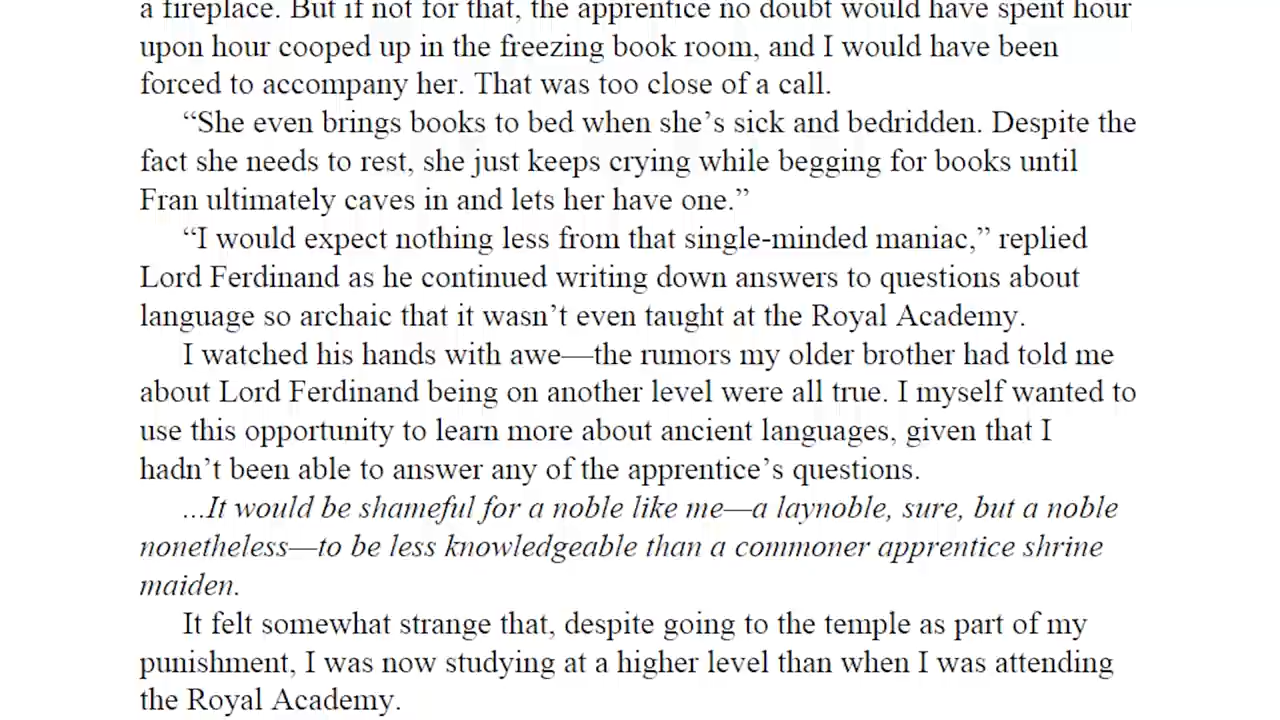 a fireplace. But if not for that, the apprentice no doubt would have spent hour
upon hour cooped up in the freezing book room, and I would have been
forced to accompany her. That was too close of a call.
“She even brings books to bed when she’s sick and bedridden. Despite the
fact she needs to rest, she just keeps crying while begging for books until
Fran ultimately caves in and lets her have one.”
“I would expect nothing less from that single-minded maniac,” replied
Lord Ferdinand as he continued writing down answers to questions about
language so archaic that it wasn’t even taught at the Royal Academy.
I watched his hands with awe—the rumors my older brother had told me
about Lord Ferdinand being on another level were all true. I myself wanted to
use this opportunity to learn more about ancient languages, given that I
hadn’t been able to answer any of the apprentice’s questions.
...It would be shameful for a noble like me—a laynoble, sure, but a noble
nonetheless—to be less knowledgeable than a commoner apprentice shrine
maiden.
It felt somewhat strange that, despite going to the temple as part of my
punishment, I was now studying at a higher level than when I was attending
the Royal Academy.